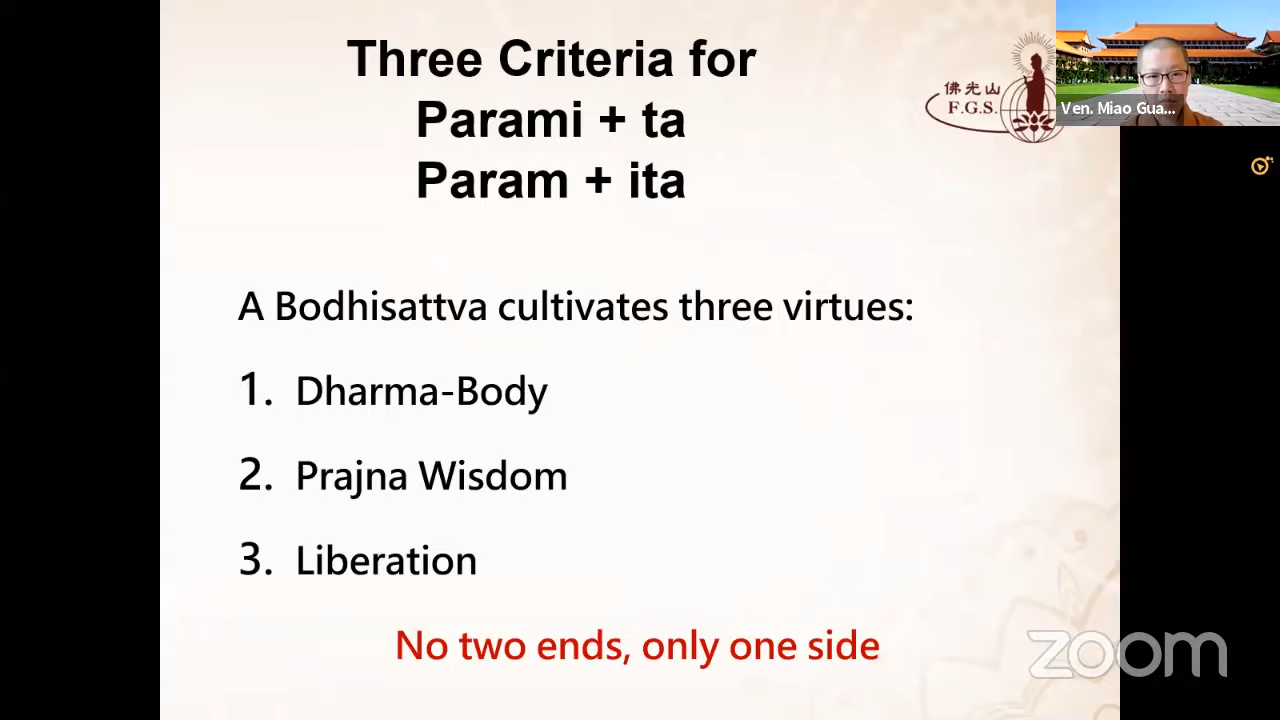 Three Criteria for
Parami + ta
Param + ita
佛光山
F.G.S.
Ven. Miao Gua...
A Bodhisattva cultivates three virtues:
1. Dharma-Body
2. Prajna Wisdom
3. Liberation
No two ends, only one side
zoom